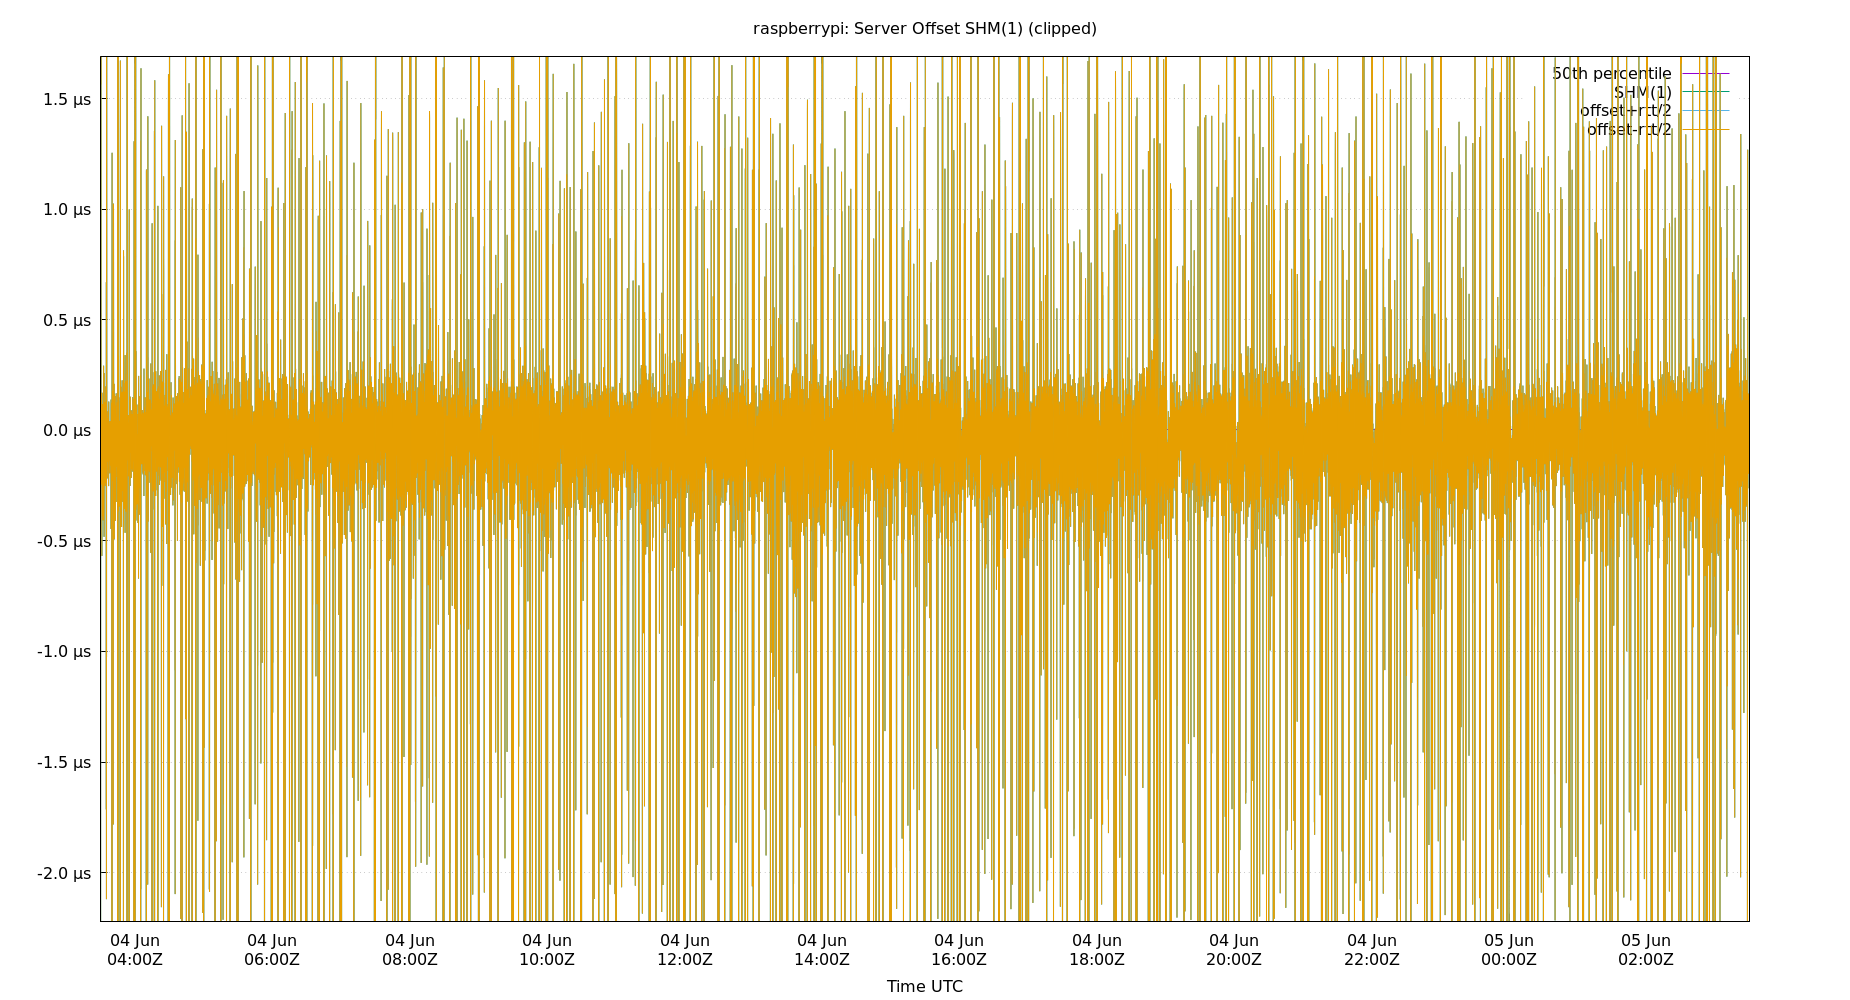 raspberrypi: Server Offset SHM(1) (clipped)
50th percentile
SHM(1)
offset+rtt/2
offset-rtt/2
1.5 μs
1.0 μs
0.5 μs
0.0 μs
-0.5 μs
-1.0 μs
-1.5 μs
-2.0 μs
04 Jun 04 Jun 04 Jun 04 Jun 04 Jun 04 Jun 04 Jun 04 Jun 04 Jun 04 Jun 05 Jun 05 Jun
04:00Z 06:00Z 08:00Z 10:00Z 12:00Z 14:00Z 16:00Z 18:00Z 20:00Z 22:00Z 00:00Z 02:00Z
Time UTC